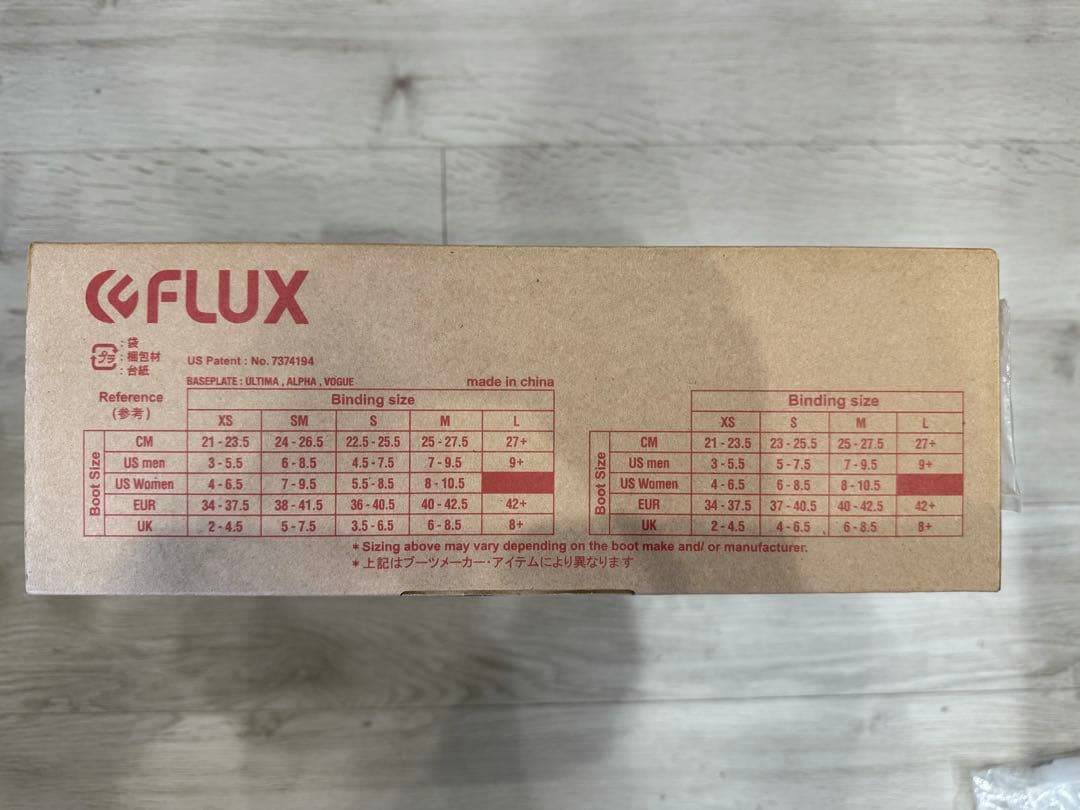 FLUX
プラ : 袋
: 梱包材
: 台紙
US Patent : No. 7374194
BASEPLATE : ULTIMA , ALPHA , VOGUE
made in china
Reference
(参考)
Binding size
XS SM S M L
Boot Size
CM 21 - 23.5 24 - 26.5 22.5 - 25.5 25 - 27.5 27+
US men 3 - 5.5 6 - 8.5 4.5 - 7.5 7 - 9.5 9+
US Women 4 - 6.5 7 - 9.5 5.5 - 8.5 8 - 10.5
EUR 34 - 37.5 38 - 41.5 36 - 40.5 40 - 42.5 42+
UK 2 - 4.5 5 - 7.5 3.5 - 6.5 6 - 8.5 8+
Binding size
XS S M L
Boot Size
CM 21 - 23.5 23 - 25.5 25 - 27.5 27+
US men 3 - 5.5 5 - 7.5 7 - 9.5 9+
US Women 4 - 6.5 6 - 8.5 8 - 10.5
EUR 34 - 37.5 37 - 40.5 40 - 42.5 42+
UK 2 - 4.5 4 - 6.5 6 - 8.5 8+
* Sizing above may vary depending on the boot make and/ or manufacturer.
* 上記はブーツメーカー・アイテムにより異なります